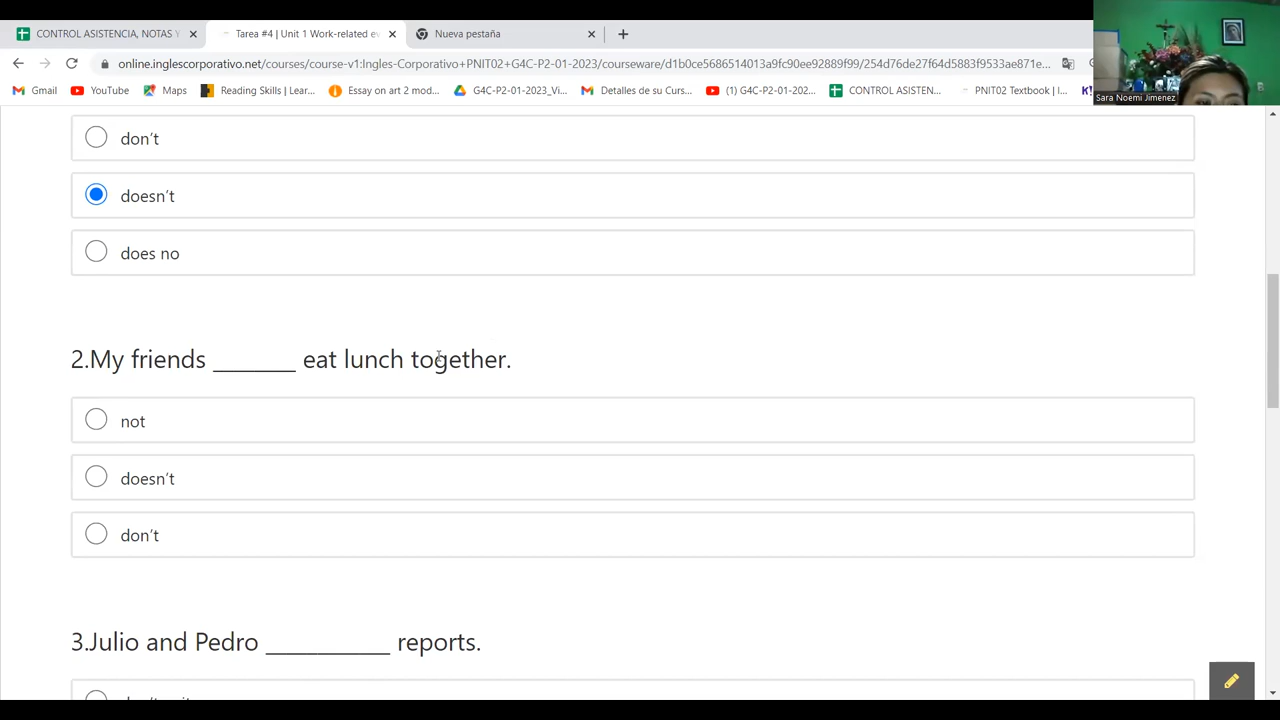 CONTROL ASISTENCIA, NOTAS Y
Tarea #4 | Unit 1 Work-related ev
Nueva pestaña
online.inglescorporativo.net/courses/course-v1:Ingles-Corporativo+PNIT02+G4C-P2-01-2023/courseware/d1b0ce5686514013a9fc90ee92889f99/254d76de27f64d5883f9533ae871e...
Gmail
YouTube
Maps
Reading Skills | Lear...
Essay on art 2 mod...
G4C-P2-01-2023_Vi...
Detalles de su Curs...
(1) G4C-P2-01-202...
CONTROL ASISTEN...
PNIT02 Textbook | I...
Sara Noemi Jimenez
don't
doesn't
does no
2.My friends ________ eat lunch together.
not
doesn't
don't
3.Julio and Pedro ____________ reports.